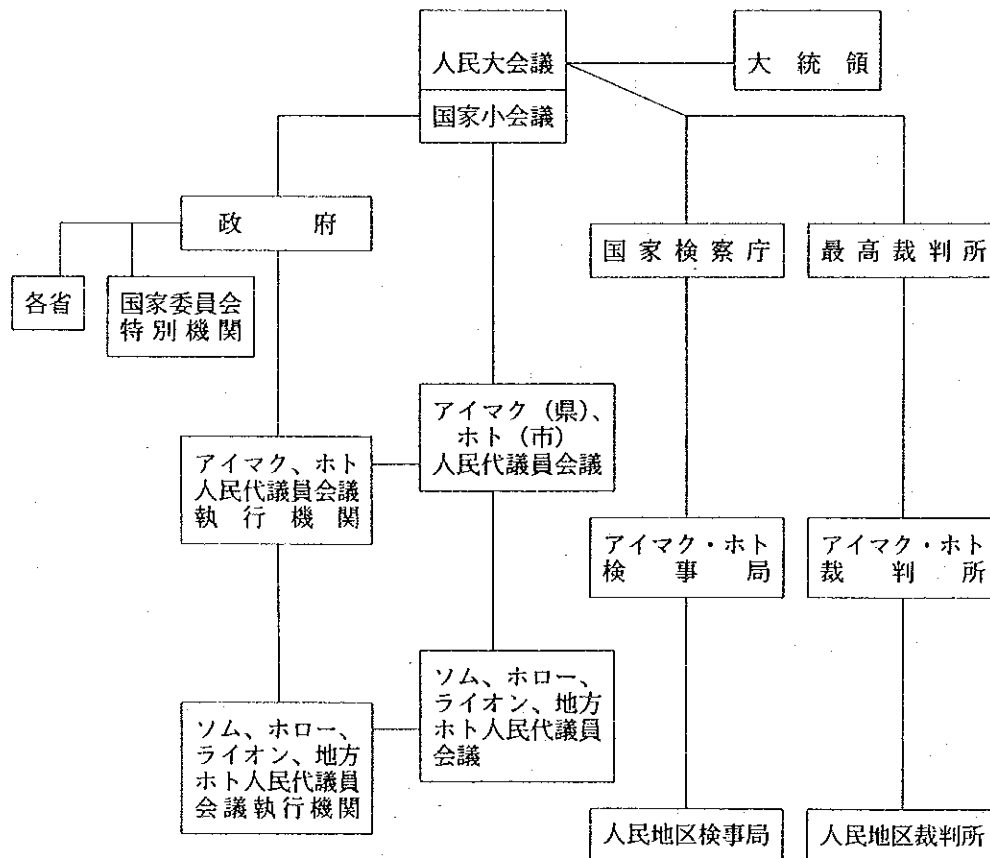 人民大会議
国家小会議
大統領
政府
各省
国家委員会
特別機関
国家検察庁
最高裁判所
アイマク（県）、
ホト（市）
人民代議員会議
アイマク、ホト
人民代議員会議
執行機関
アイマク・ホト
検事局
アイマク・ホト
裁判所
ソム、ホロー、
ライオン、地方
ホト人民代議員
会議
ソム、ホロー、
ライオン、地方
ホト人民代議員
会議執行機関
人民地区検事局
人民地区裁判所